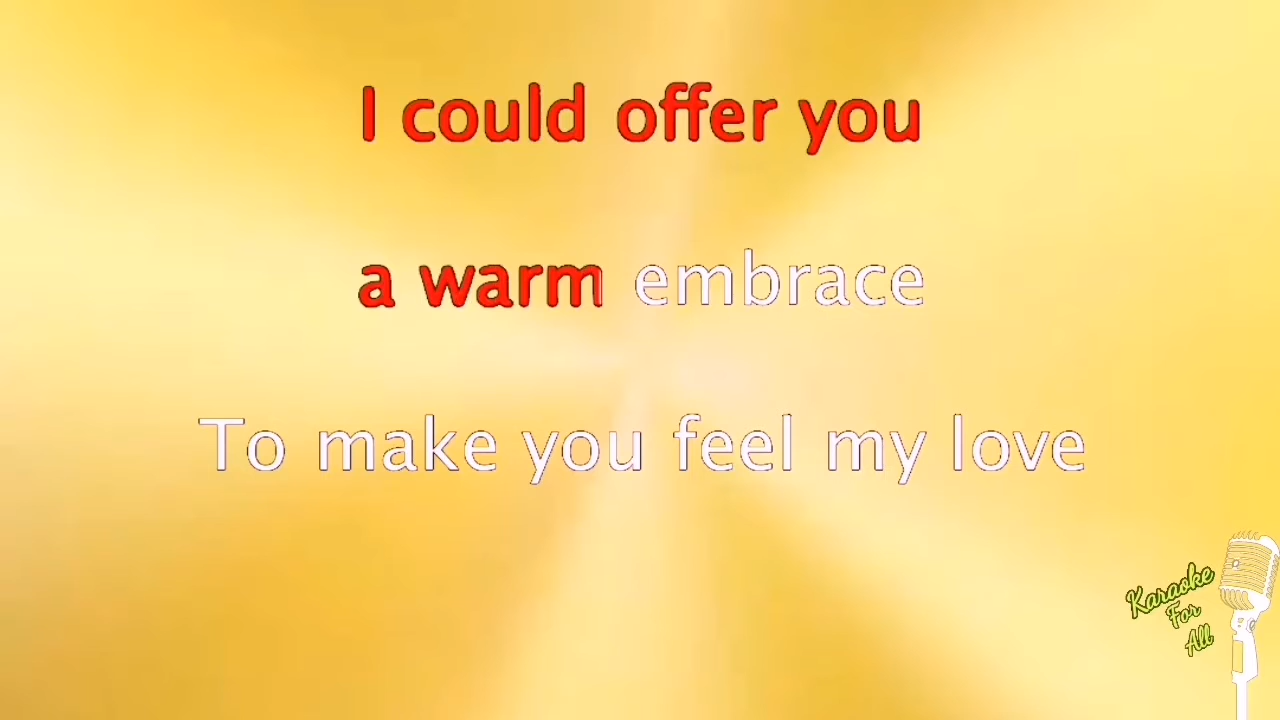 I could offer you
a warm embrace
To make you feel my love
Karaoke
For
All